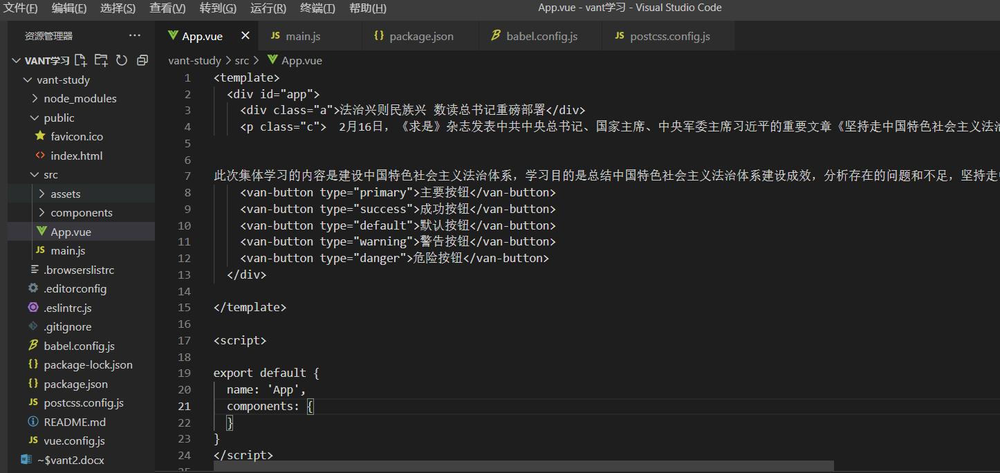 文件(F) 编辑(E) 选择(S) 查看(V) 转到(G) 运行(R) 终端(T) 帮助(H) App.vue - vant学习 - Visual Studio Code
资源管理器 ···
App.vue
JS main.js
{} package.json
babel.config.js
JS postcss.config.js
VANT学习
vant-study
node_modules
public
favicon.ico
<> index.html
src
assets
components
App.vue
JS main.js
.browserslistrc
.editorconfig
.eslintrc.js
.gitignore
babel.config.js
{} package-lock.json
{} package.json
JS postcss.config.js
README.md
JS vue.config.js
~$vant2.docx
vant-study > src > App.vue
1 <template>
2 <div id="app">
3 <div class="a">法治兴则民族兴 数读总书记重磅部署</div>
4 <p class="c"> 2月16日，《求是》杂志发表中共中央总书记、国家主席、中央军委主席习近平的重要文章《坚持走中国特色社会主义法治
5
6
7 此次集体学习的内容是建设中国特色社会主义法治体系，学习目的是总结中国特色社会主义法治体系建设成效，分析存在的问题和不足，坚持走
8 <van-button type="primary">主要按钮</van-button>
9 <van-button type="success">成功按钮</van-button>
10 <van-button type="default">默认按钮</van-button>
11 <van-button type="warning">警告按钮</van-button>
12 <van-button type="danger">危险按钮</van-button>
13 </div>
14
15 </template>
16
17 <script>
18
19 export default {
20 name: 'App',
21 components: {
22 }
23 }
24 </script>